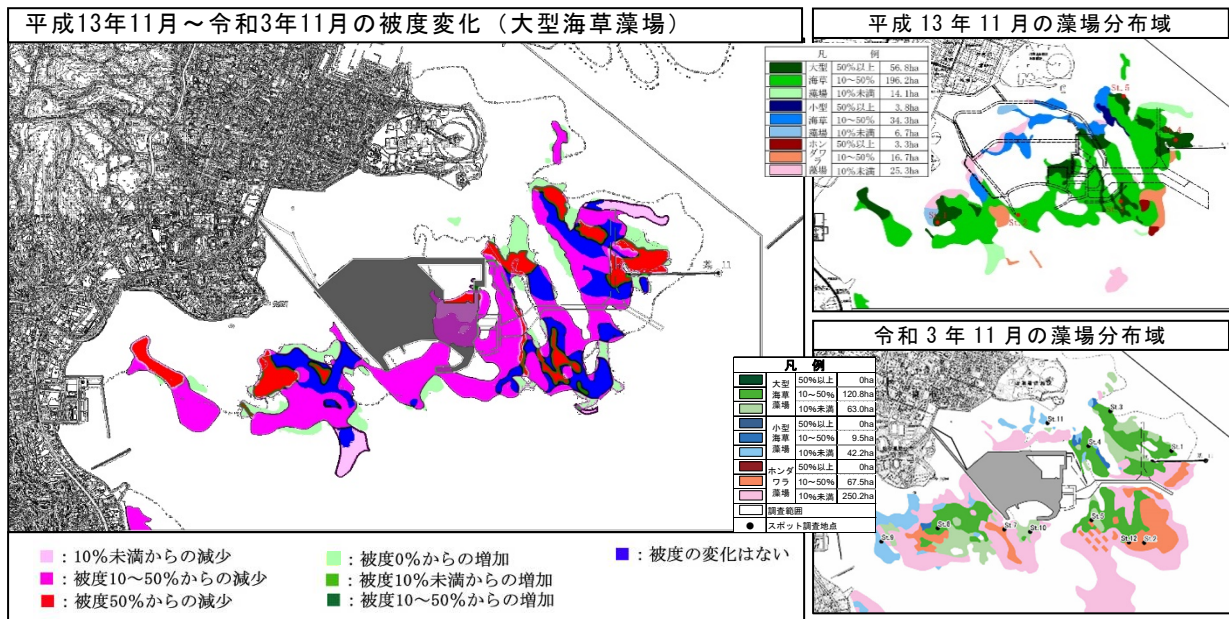 平成13年11月～令和3年11月の被度変化（大型海草藻場）
第 11
：10%未満からの減少
：被度10～50%からの減少
：被度50%からの減少
：被度0%からの増加
：被度10%未満からの増加
：被度10～50%からの増加
：被度の変化はない
平成 13 年 11 月の藻場分布域
凡 例
大型 50%以上 56.8ha
海草 10～50% 196.2ha
藻場 10%未満 14.1ha
小型 50%以上 3.8ha
海草 10～50% 34.3ha
藻場 10%未満 6.7ha
ホン 50%以上 3.3ha
ダワラ 10～50% 16.7ha
藻場 10%未満 25.3ha
St.5
令和 3 年 11 月の藻場分布域
凡 例
大型 50%以上 0ha
海草 10～50% 120.8ha
藻場 10%未満 63.0ha
小型 50%以上 0ha
海草 10～50% 9.5ha
藻場 10%未満 42.2ha
ホンダ 50%以上 0ha
ワラ 10～50% 67.5ha
藻場 10%未満 250.2ha
調査範囲
スポット調査地点
St.3
St.11
St.4
St.1
St.5
St.8
St.7
St.10
St.9
St.12
St.2